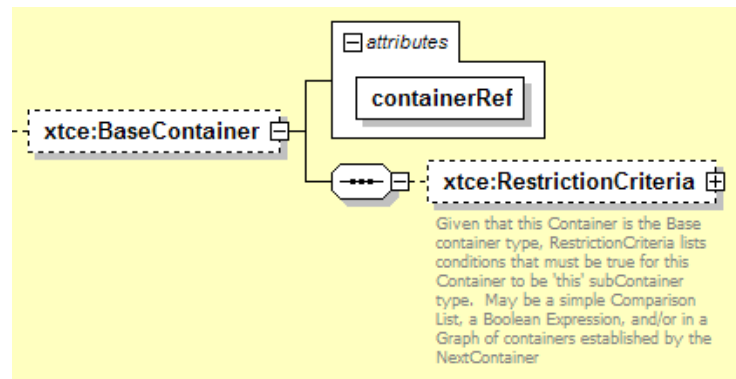 attributes
containerRef
xtce:BaseContainer
xtce:RestrictionCriteria
Given that this Container is the Base
container type, RestrictionCriteria lists
conditions that must be true for this
Container to be 'this' subContainer
type.  May be a simple Comparison
List, a Boolean Expression, and/or in a
Graph of containers established by the
NextContainer